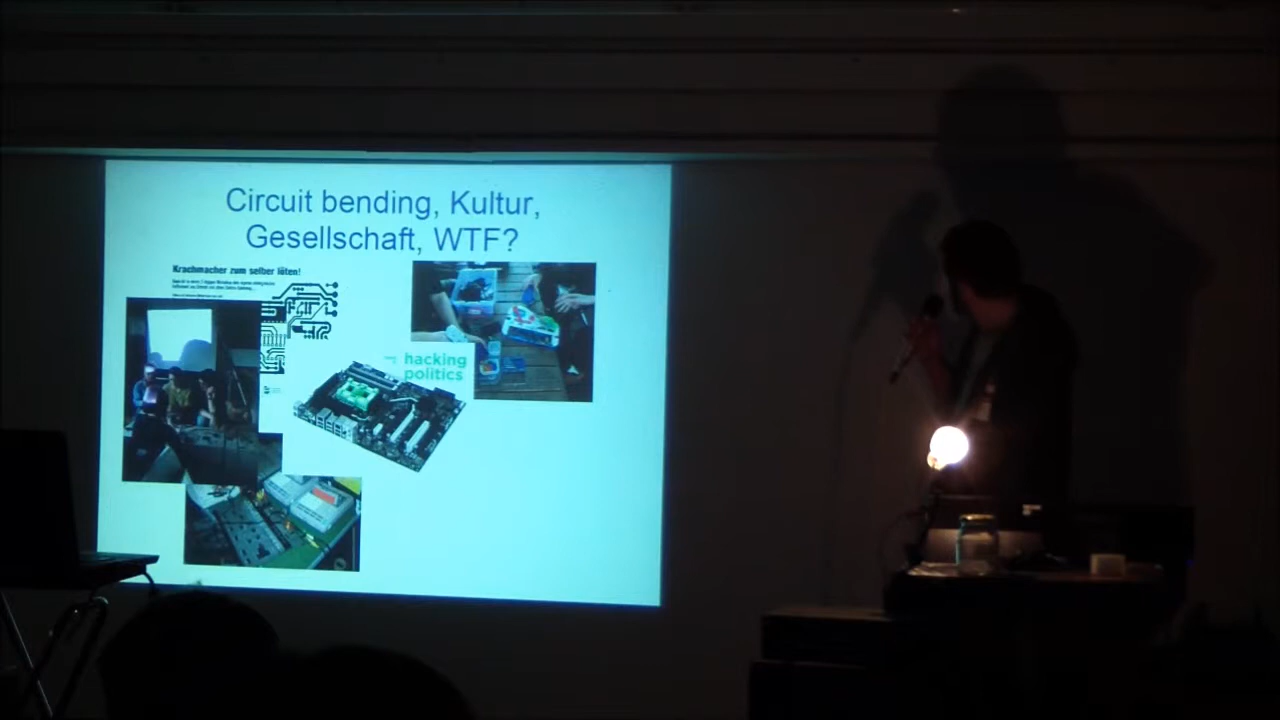 Circuit bending, Kultur,
Gesellschaft, WTF?
Krachmacher zum selber löten!
hacking
politics